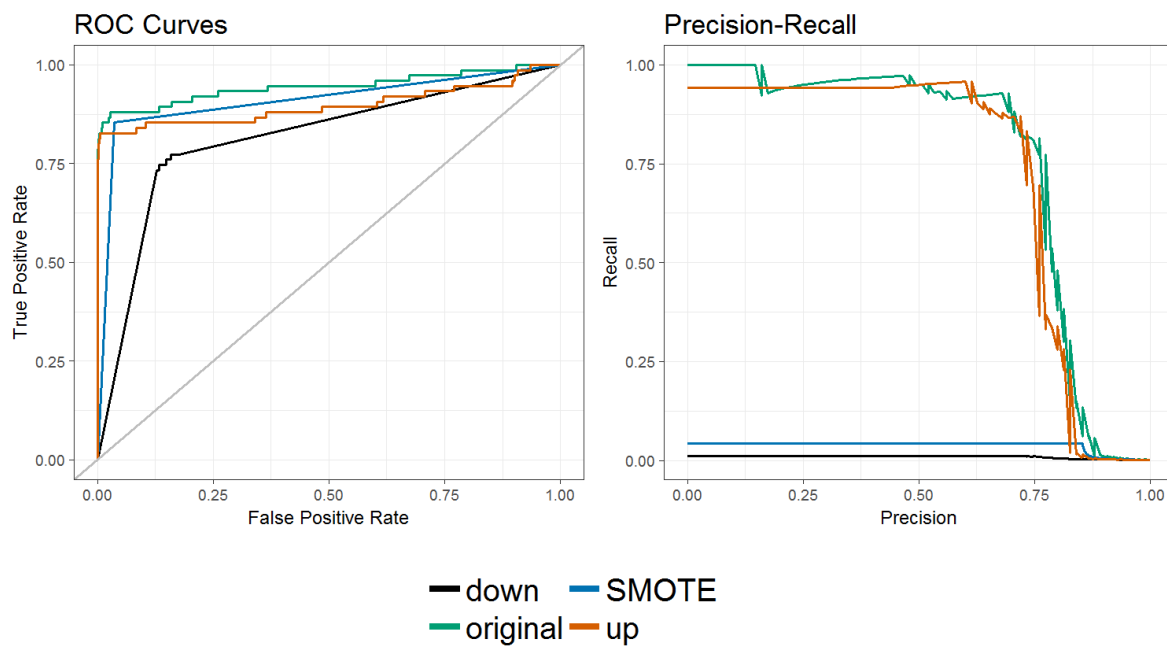 ROC Curves
1.00
0.75
0.50
0.25
0.00
True Positive Rate
0.00 0.25 0.50 0.75 1.00
False Positive Rate
Precision-Recall
1.00
0.75
0.50
0.25
0.00
Recall
0.00 0.25 0.50 0.75 1.00
Precision
down SMOTE
original up